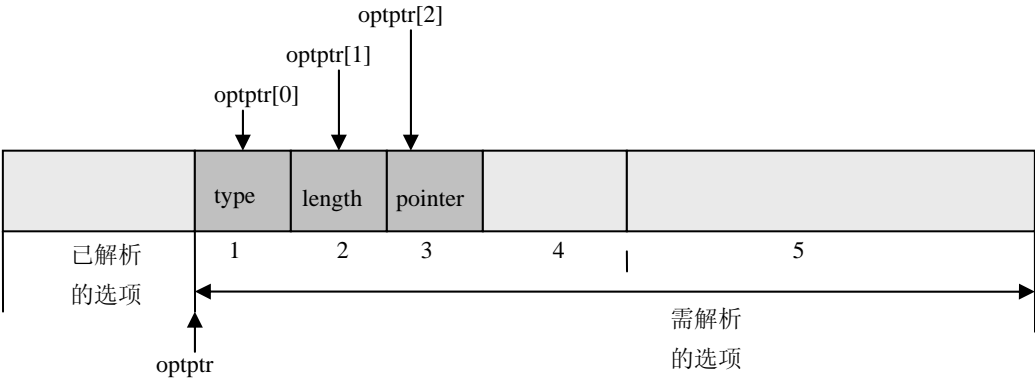 optptr[2]
optptr[1]
optptr[0]
type
length
pointer
已解析
的选项
1
2
3
4
5
需解析
的选项
optptr